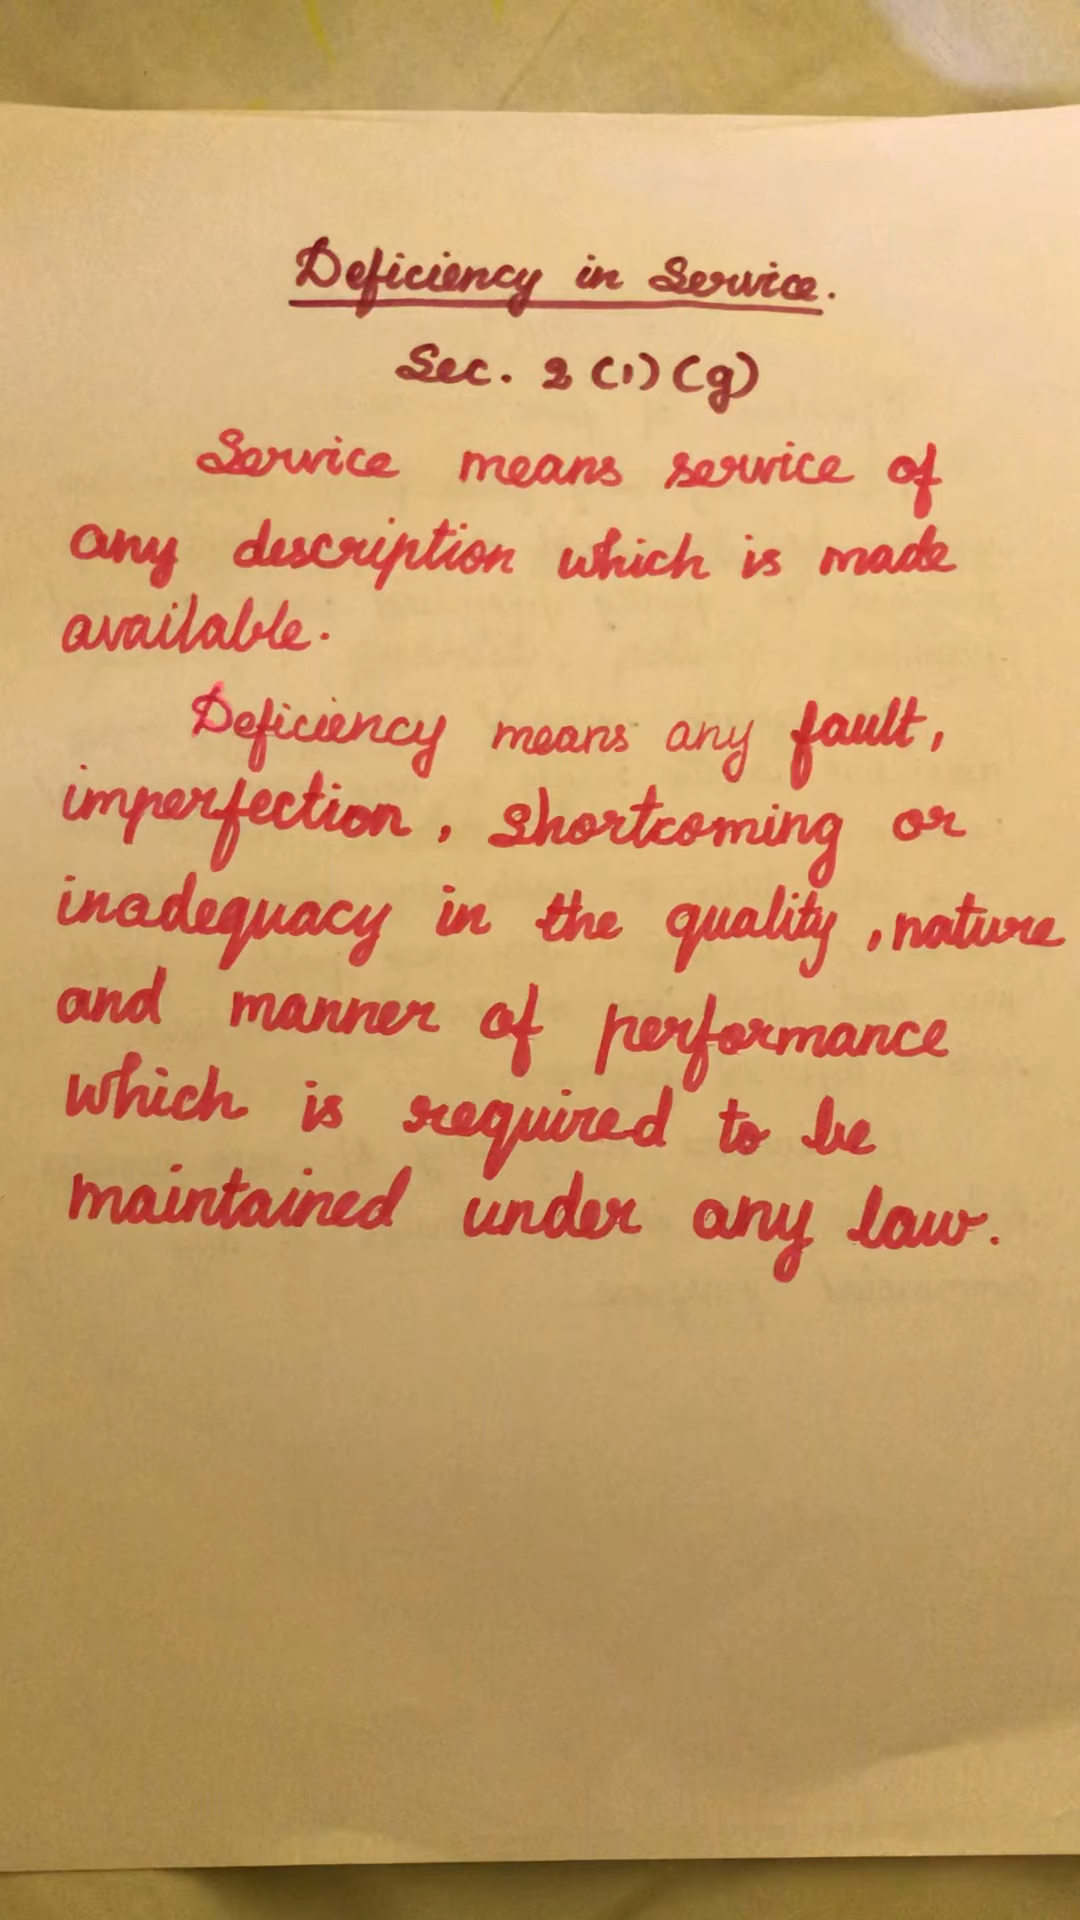 Deficiency in Service.
Sec. 2 (1) (g)
Service means service of
any description which is made
available.
Deficiency means any fault,
imperfection, shortcoming or
inadequacy in the quality, nature
and manner of performance
which is required to be
maintained under any law.